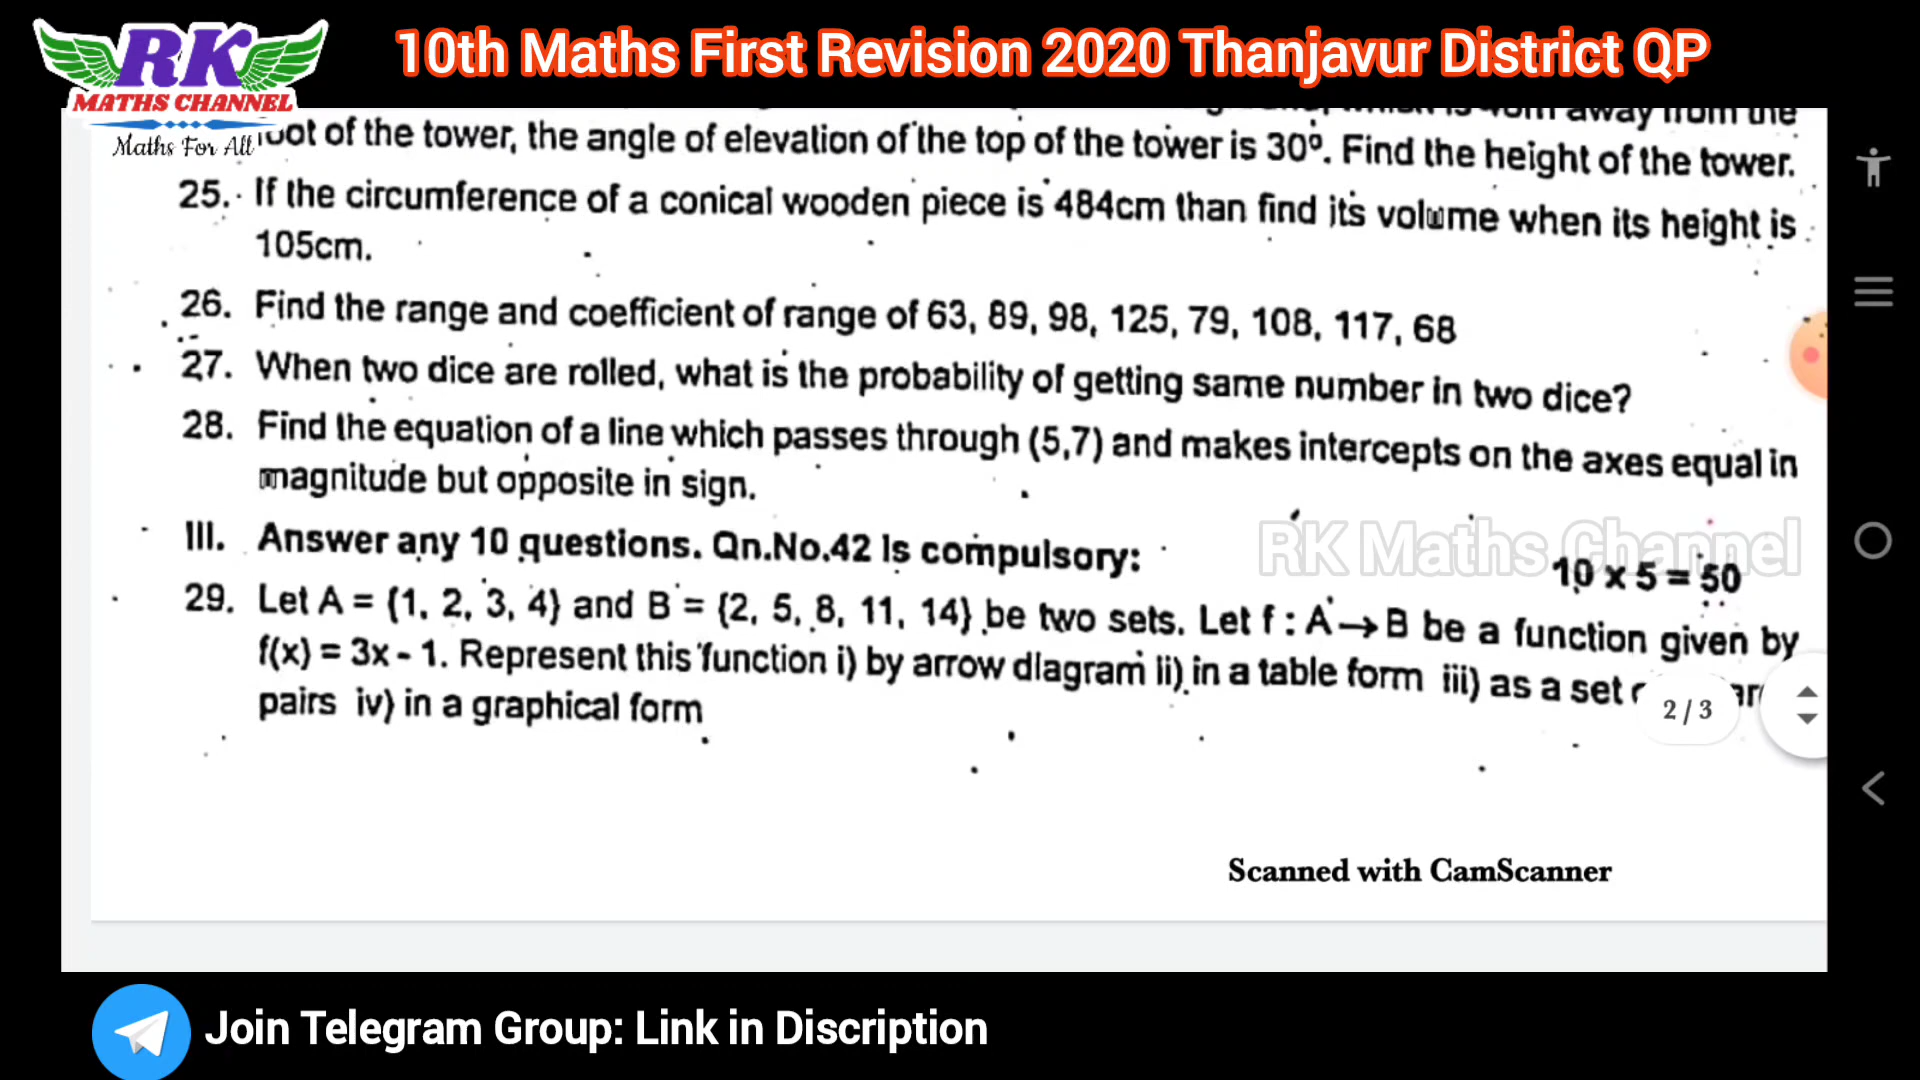 RK
MATHS CHANNEL
Maths For All
10th Maths First Revision 2020 Thanjavur District QP
away from the
foot of the tower, the angle of elevation of the top of the tower is 30°. Find the height of the tower.
25. If the circumference of a conical wooden piece is 484cm than find its volume when its height is
105cm.
26. Find the range and coefficient of range of 63, 89, 98, 125, 79, 108, 117, 68
27. When two dice are rolled, what is the probability of getting same number in two dice?
28. Find the equation of a line which passes through (5,7) and makes intercepts on the axes equal in
magnitude but opposite in sign.
III. Answer any 10 questions. Qn.No.42 Is compulsory:
RK Maths Channel
10 x 5 = 50
29. Let A = {1, 2, 3, 4} and B = {2, 5, 8, 11, 14} be two sets. Let f : A→B be a function given by
f(x) = 3x - 1. Represent this function i) by arrow diagram ii) in a table form iii) as a set
pairs iv) in a graphical form
2 / 3
Scanned with CamScanner
Join Telegram Group: Link in Discription